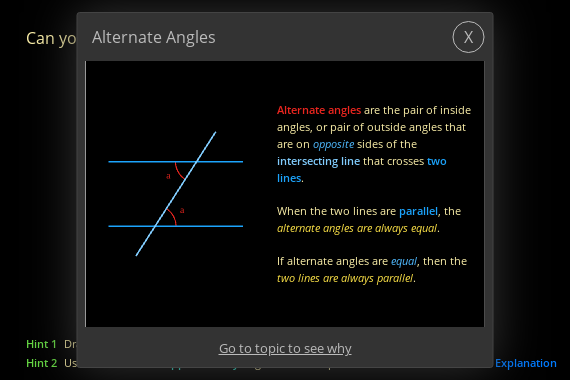 Alternate Angles
X
Can yo
Alternate angles are the pair of inside
angles, or pair of outside angles that
are on opposite sides of the
intersecting line that crosses two
lines.
a
a
When the two lines are parallel, the
alternate angles are always equal.
If alternate angles are equal, then the
two lines are always parallel.
Go to topic to see why
Hint 1 Dr
Hint 2 Us
Explanation